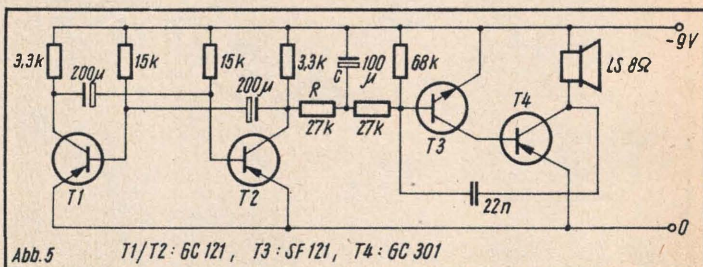 -9V
3,3k
15k
15k
3,3k
100
µ
C
68k
LS 8Ω
200µ
200µ
R
27k
27k
T1
T2
T3
T4
22n
0
Abb.5
T1/T2: GC 121, T3: SF 121, T4: GC 301